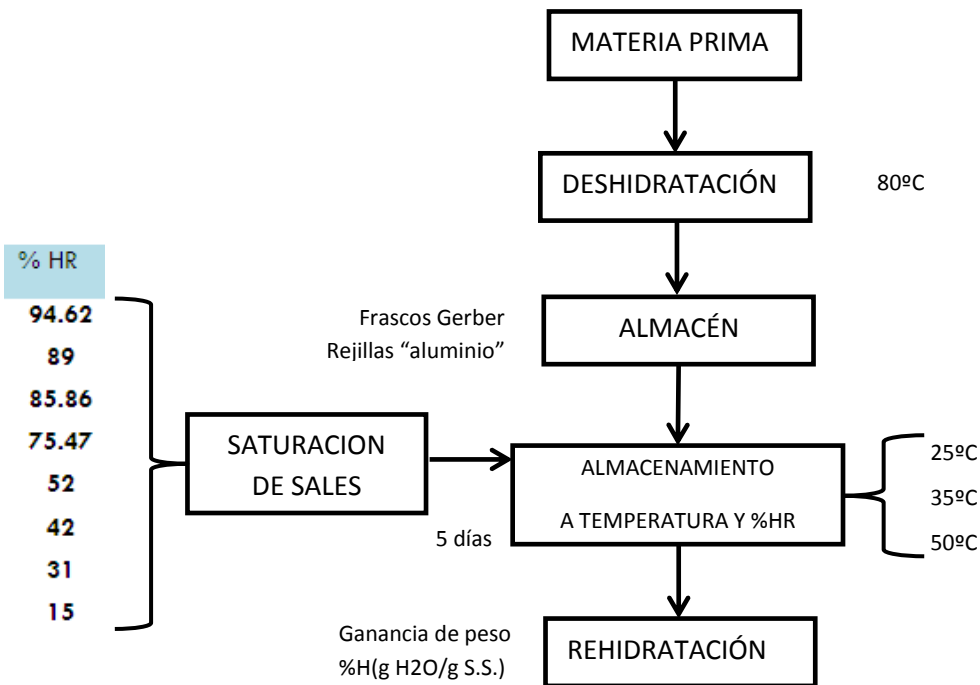 MATERIA PRIMA
DESHIDRATACIÓN
80ºC
% HR
94.62
89
85.86
75.47
52
42
31
15
Frascos Gerber
Rejillas “aluminio”
ALMACÉN
SATURACION
DE SALES
5 días
ALMACENAMIENTO
A TEMPERATURA Y %HR
25ºC
35ºC
50ºC
Ganancia de peso
%H(g H2O/g S.S.)
REHIDRATACIÓN